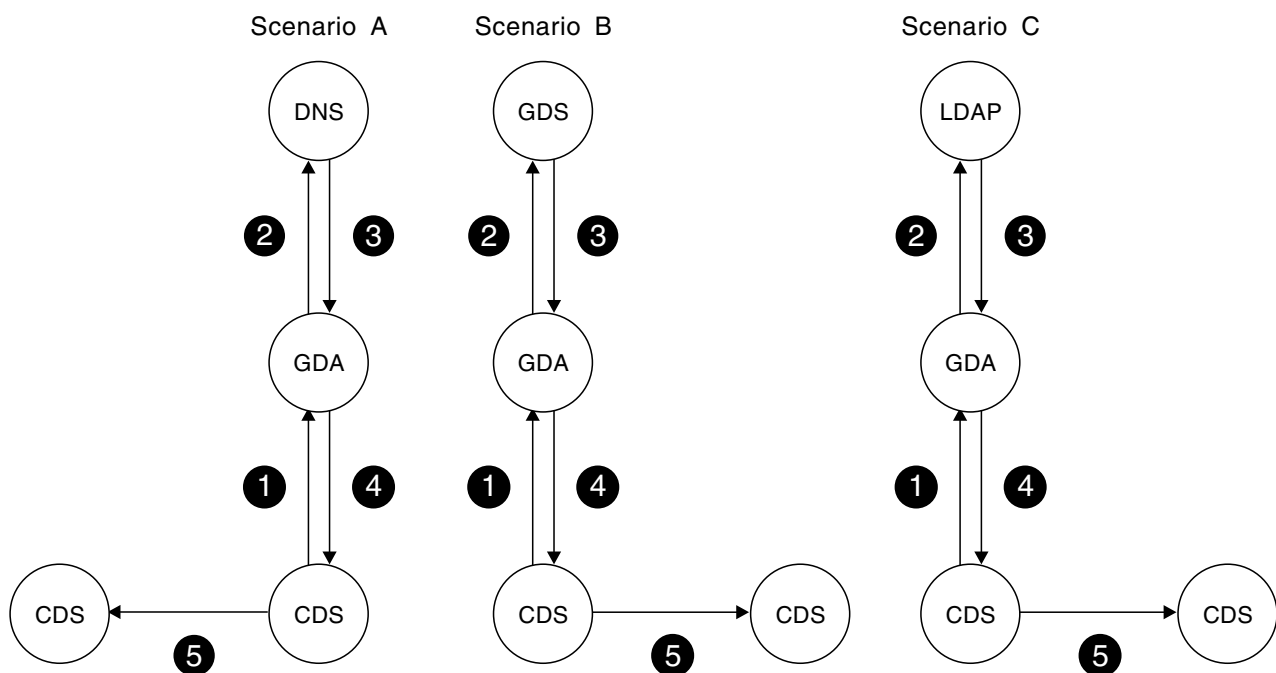 Scenario A Scenario B Scenario C
DNS GDS LDAP
2 3 2 3 2 3
GDA GDA GDA
1 4 1 4 1 4
CDS CDS CDS CDS CDS CDS
5 5 5